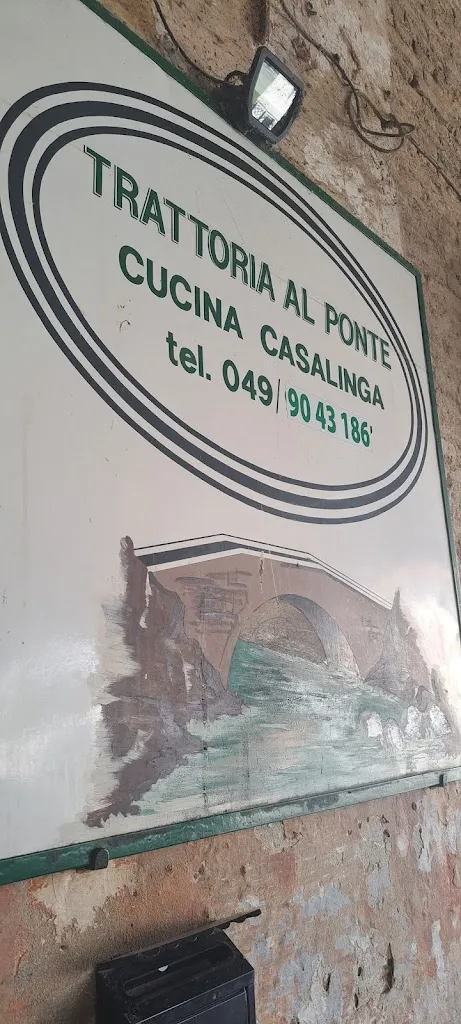 TRATTORIA AL PONTE
CUCINA CASALINGA
tel. 049/90 43 186